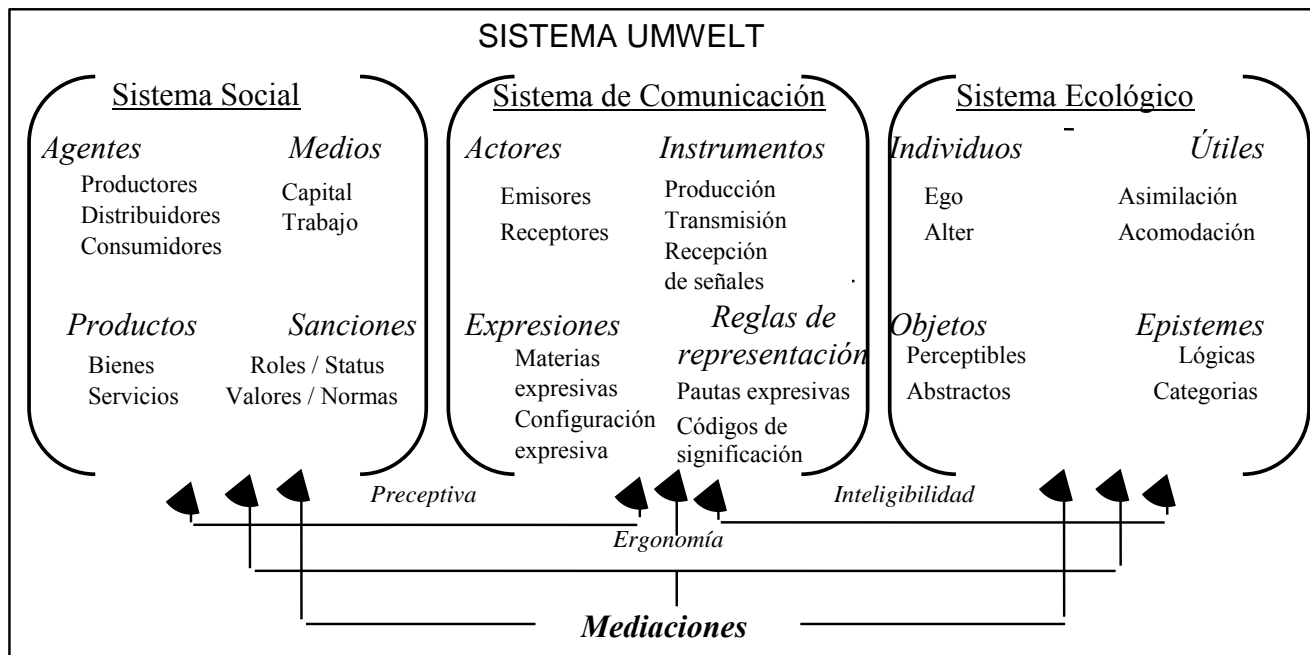 SISTEMA UMWELT
Sistema Social
Agentes
Productores
Distribuidores
Consumidores
Medios
Capital
Trabajo
Productos
Bienes
Servicios
Sanciones
Roles / Status
Valores / Normas
Sistema de Comunicación
Actores
Emisores
Receptores
Instrumentos
Producción
Transmisión
Recepción
de señales
Expresiones
Materias
expresivas
Configuración
expresiva
Reglas de
representación
Pautas expresivas
Códigos de
significación
Sistema Ecológico
Individuos
Ego
Alter
Útiles
Asimilación
Acomodación
Objetos
Perceptibles
Abstractos
Epistemes
Lógicas
Categorias
Preceptiva
Inteligibilidad
Ergonomía
Mediaciones